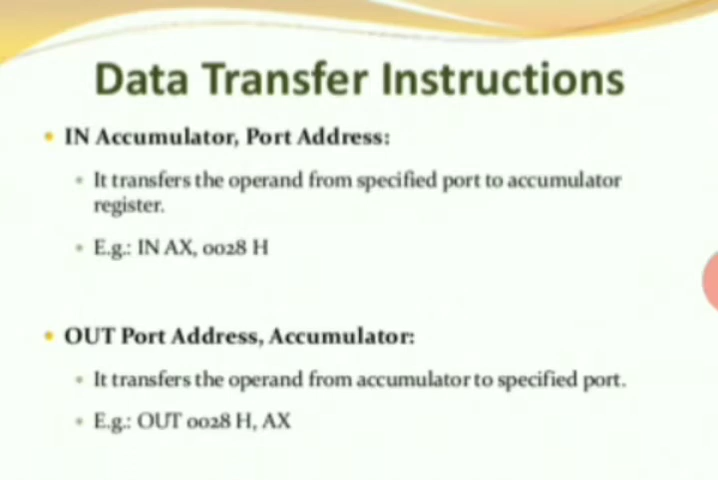 Data Transfer Instructions
• IN Accumulator, Port Address:
• It transfers the operand from specified port to accumulator
register.
• E.g.: IN AX, 0028 H
• OUT Port Address, Accumulator:
• It transfers the operand from accumulator to specified port.
• E.g.: OUT 0028 H, AX